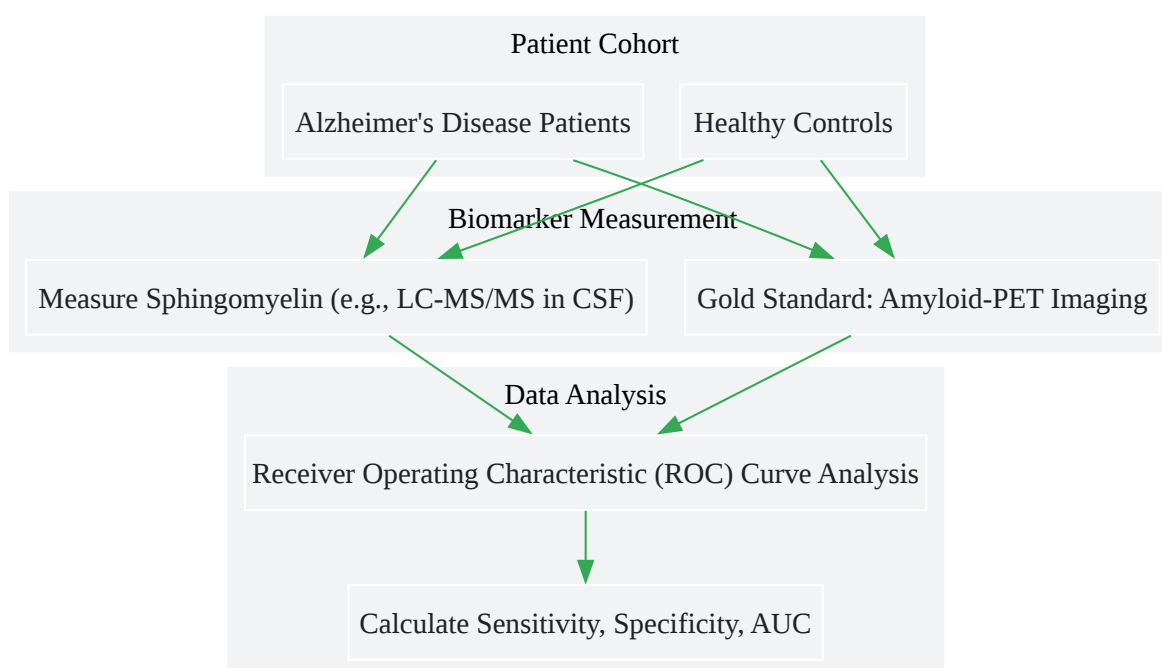 Patient Cohort
Alzheimer's Disease Patients
Healthy Controls
Biomarker Measurement
Measure Sphingomyelin (e.g., LC-MS/MS in CSF)
Gold Standard: Amyloid-PET Imaging
Data Analysis
Receiver Operating Characteristic (ROC) Curve Analysis
Calculate Sensitivity, Specificity, AUC